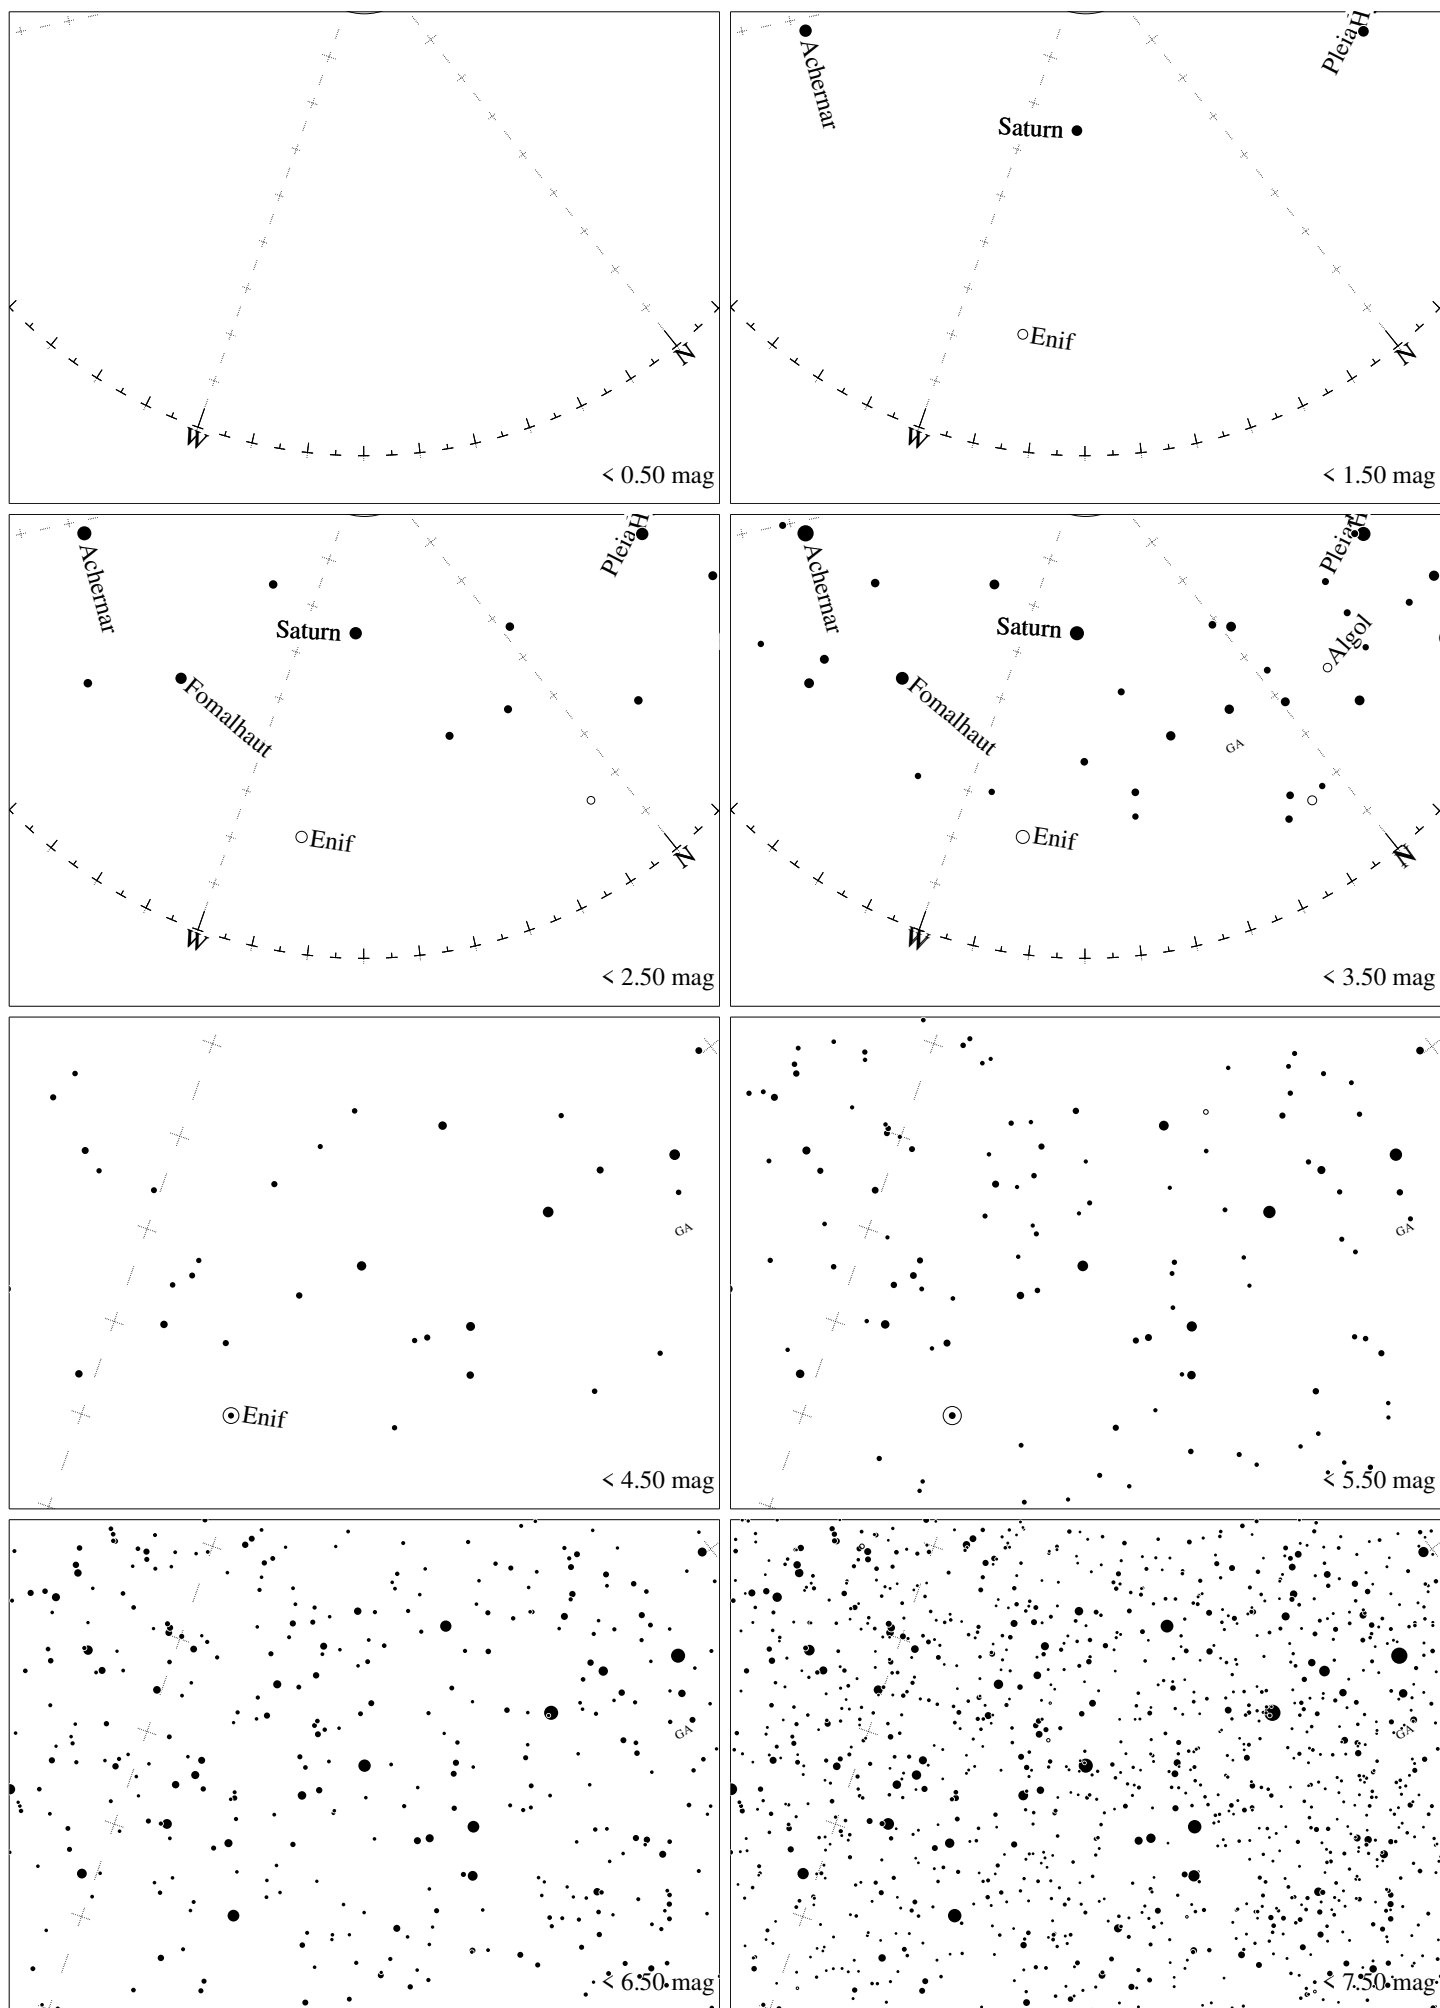 W
N
< 0.50 mag
Achernar
Saturn
Enif
W
N
< 1.50 mag
Achernar
Saturn
Fomalhaut
Enif
W
N
< 2.50 mag
Achernar
Saturn
Algol
Fomalhaut
GA
Enif
W
N
< 3.50 mag
GA
Enif
< 4.50 mag
GA
< 5.50 mag
GA
< 6.50 mag
GA
< 7.50 mag